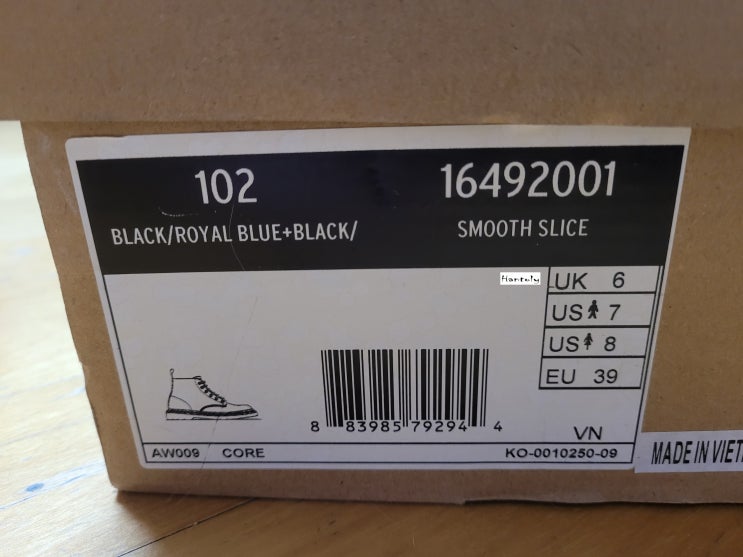 102
16492001
BLACK/ROYAL BLUE+BLACK/
SMOOTH SLICE
Hanruly
UK 6
US 7
US 8
EU 39
8 83985 79294 4
VN
AW009 CORE
KO-0010250-09
MADE IN